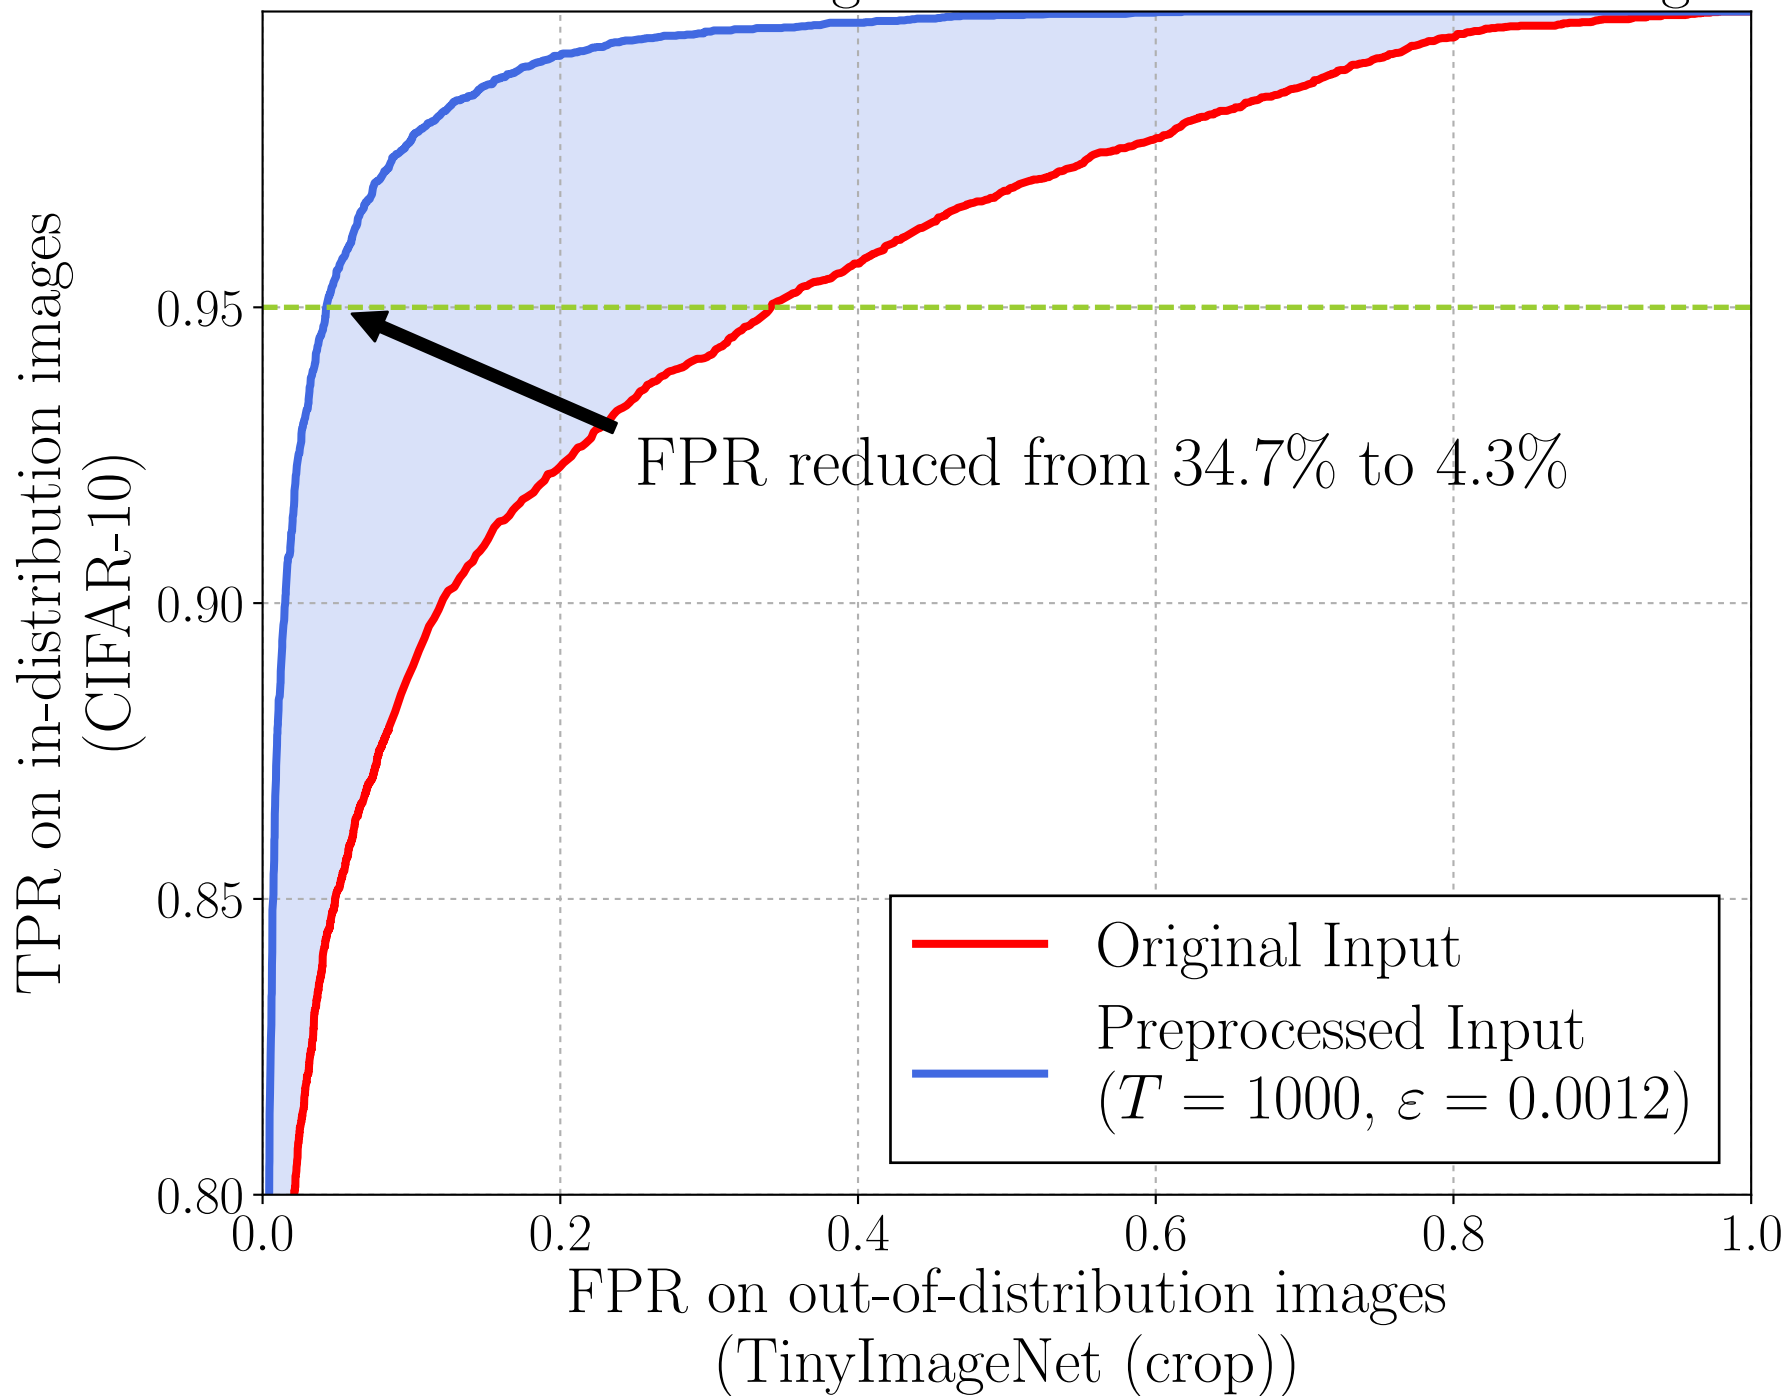 TPR on in-distribution images
(CIFAR-10)
0.95
0.90
0.85
0.80
FPR reduced from 34.7% to 4.3%
Original Input
Preprocessed Input
(T = 1000, ε = 0.0012)
0.0 0.2 0.4 0.6 0.8 1.0
FPR on out-of-distribution images
(TinyImageNet (crop))